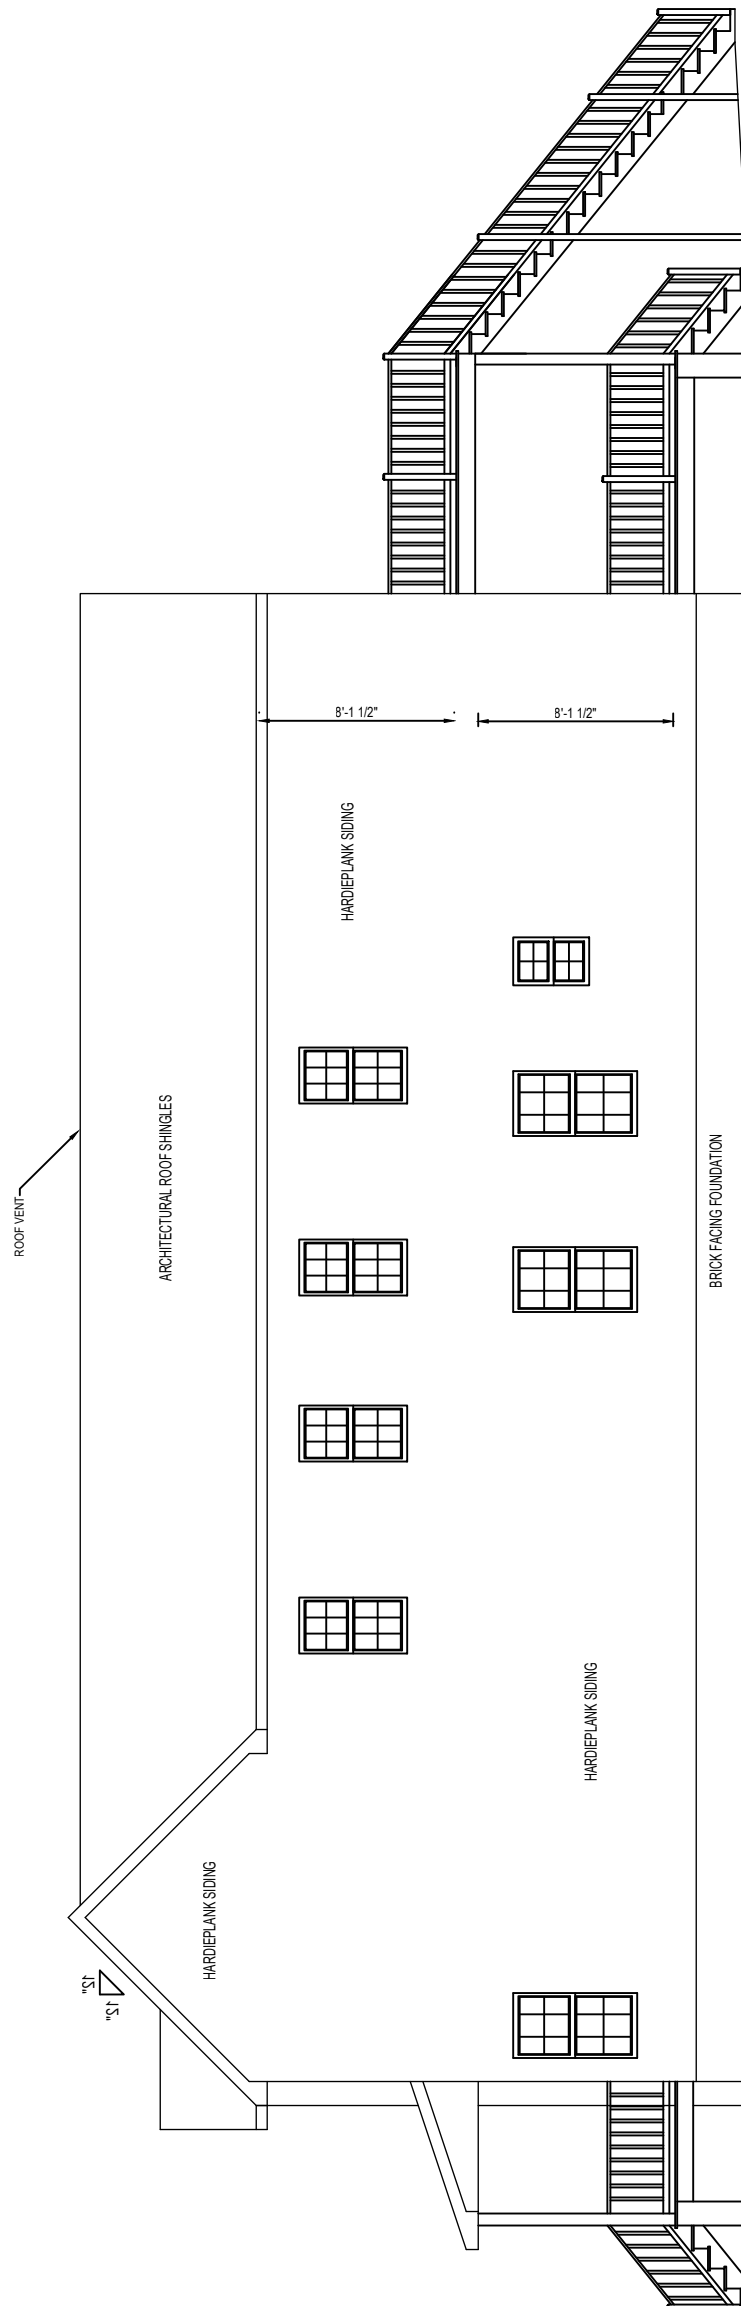 ROOF VENT
ARCHITECTURAL ROOF SHINGLES
12"
12"
HARDIEPLANK SIDING
8'-1 1/2"
HARDIEPLANK SIDING
8'-1 1/2"
HARDIEPLANK SIDING
BRICK FACING FOUNDATION